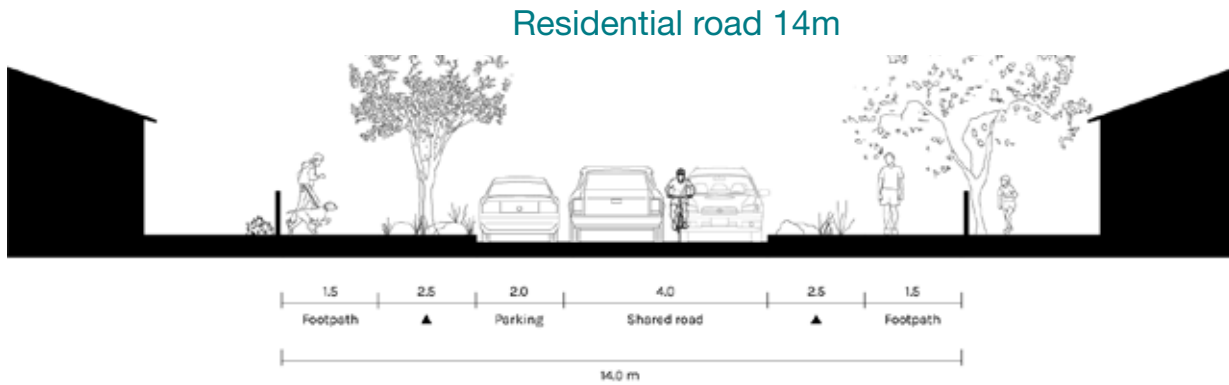 Residential road 14m
1.5 2.5 2.0 4.0 2.5 1.5
Footpath ▲ Parking Shared road ▲ Footpath
14.0 m